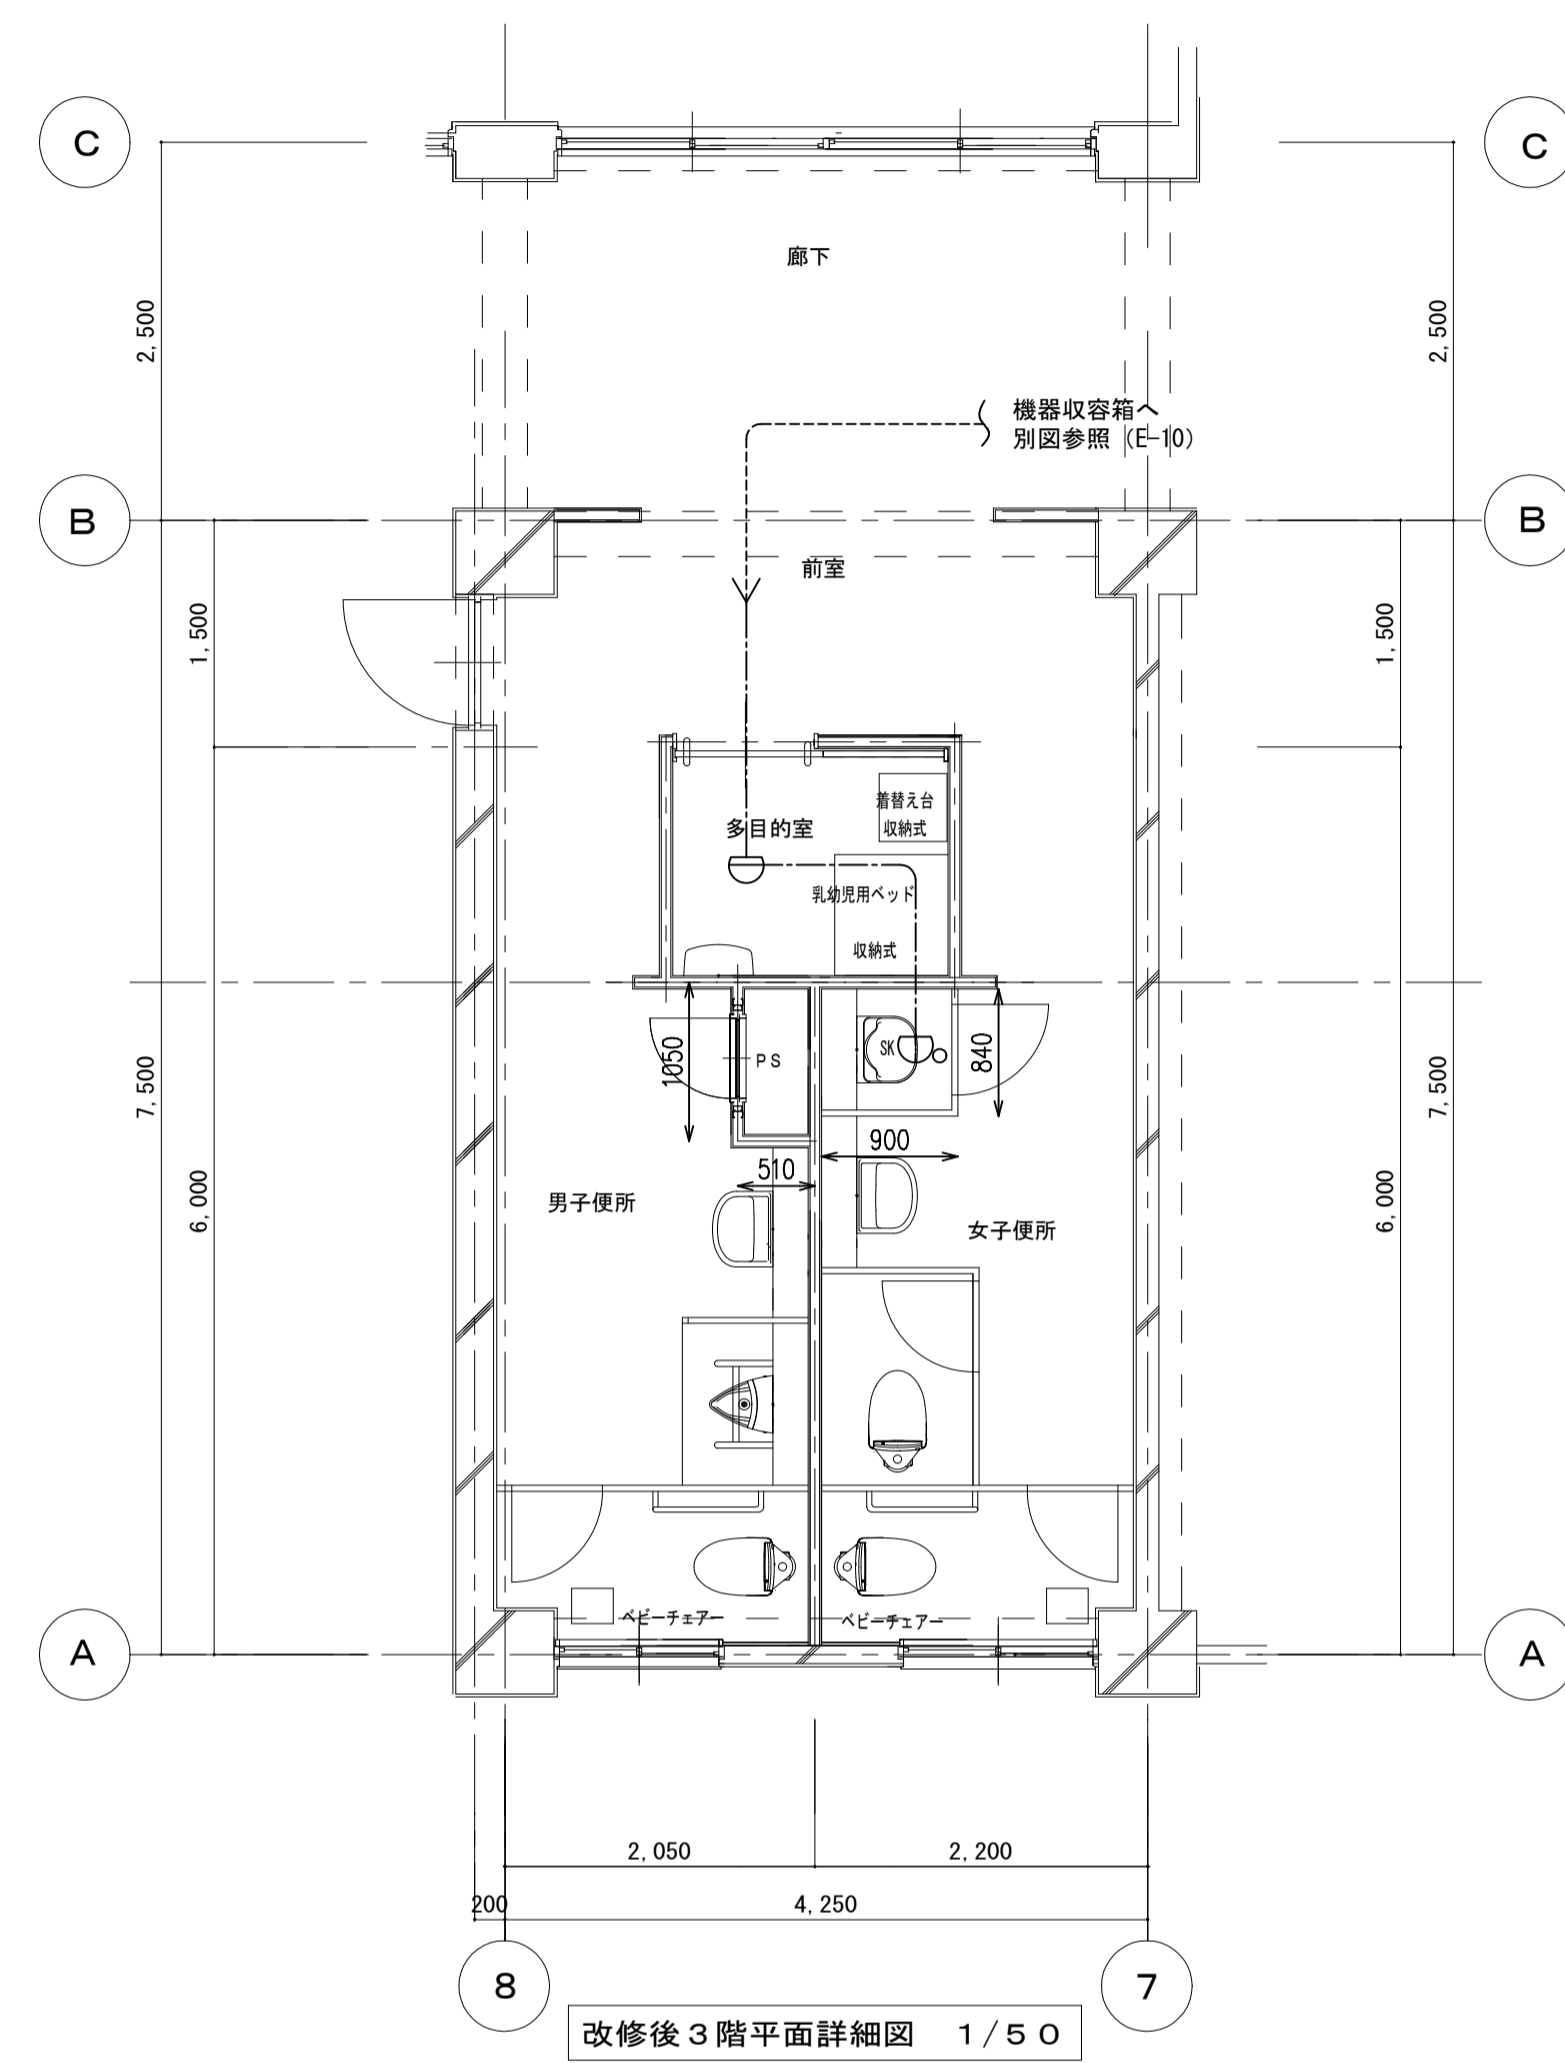 C
C
廊下
2,500
2,500
機器収容箱へ
別図参照 (E-10)
B
B
前室
1,500
1,500
着替え台
収納式
多目的室
乳幼児用ベッド
収納式
1050
PS
SK
840
7,500
7,500
900
510
6,000
6,000
男子便所
女子便所
ベビーチェアー
ベビーチェアー
A
A
2,050
2,200
200
4,250
8
7
改修後3階平面詳細図 1/50